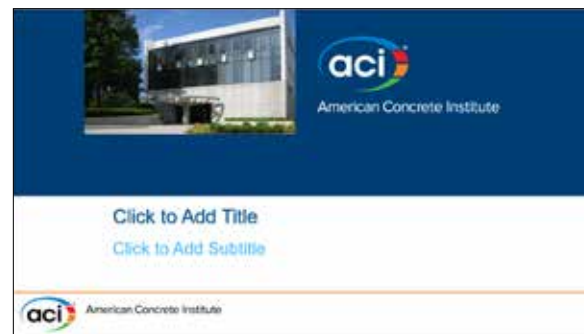 aci
American Concrete Institute
Click to Add Title
Click to Add Subtitle
aci
American Concrete Institute